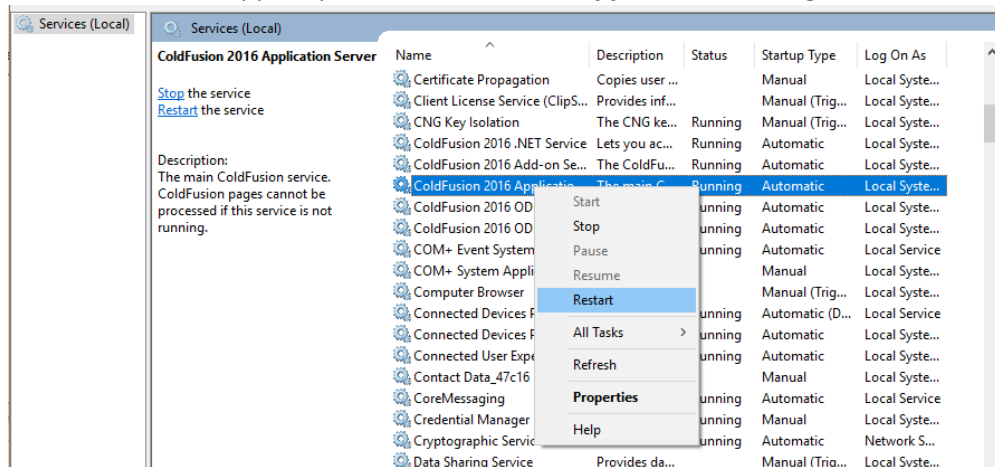 Services (Local)
Services (Local)
ColdFusion 2016 Application Server
Stop the service
Restart the service
Description:
The main ColdFusion service.
ColdFusion pages cannot be
processed if this service is not
running.
Name Description Status Startup Type Log On As
Certificate Propagation Copies user ... Manual Local Syste...
Client License Service (ClipS... Provides inf... Manual (Trig... Local Syste...
CNG Key Isolation The CNG ke... Running Manual (Trig... Local Syste...
ColdFusion 2016 .NET Service Lets you ac... Running Automatic Local Syste...
ColdFusion 2016 Add-on Se... The ColdFu... Running Automatic Local Syste...
ColdFusion 2016 Applicatio... The main C... Running Automatic Local Syste...
ColdFusion 2016 OD unning Automatic Local Syste...
ColdFusion 2016 OD unning Automatic Local Syste...
COM+ Event System unning Automatic Local Service
COM+ System Appli Manual Local Syste...
Computer Browser Manual (Trig... Local Syste...
Connected Devices P unning Automatic (D... Local Service
Connected Devices P unning Automatic Local Syste...
Connected User Expe unning Automatic Local Syste...
Contact Data_47c16 Manual Local Syste...
CoreMessaging unning Automatic Local Service
Credential Manager unning Manual Local Syste...
Cryptographic Servic unning Automatic Network S...
Data Sharing Service Provides da... Manual (Trig... Local Syste...
Start
Stop
Pause
Resume
Restart
All Tasks
Refresh
Properties
Help